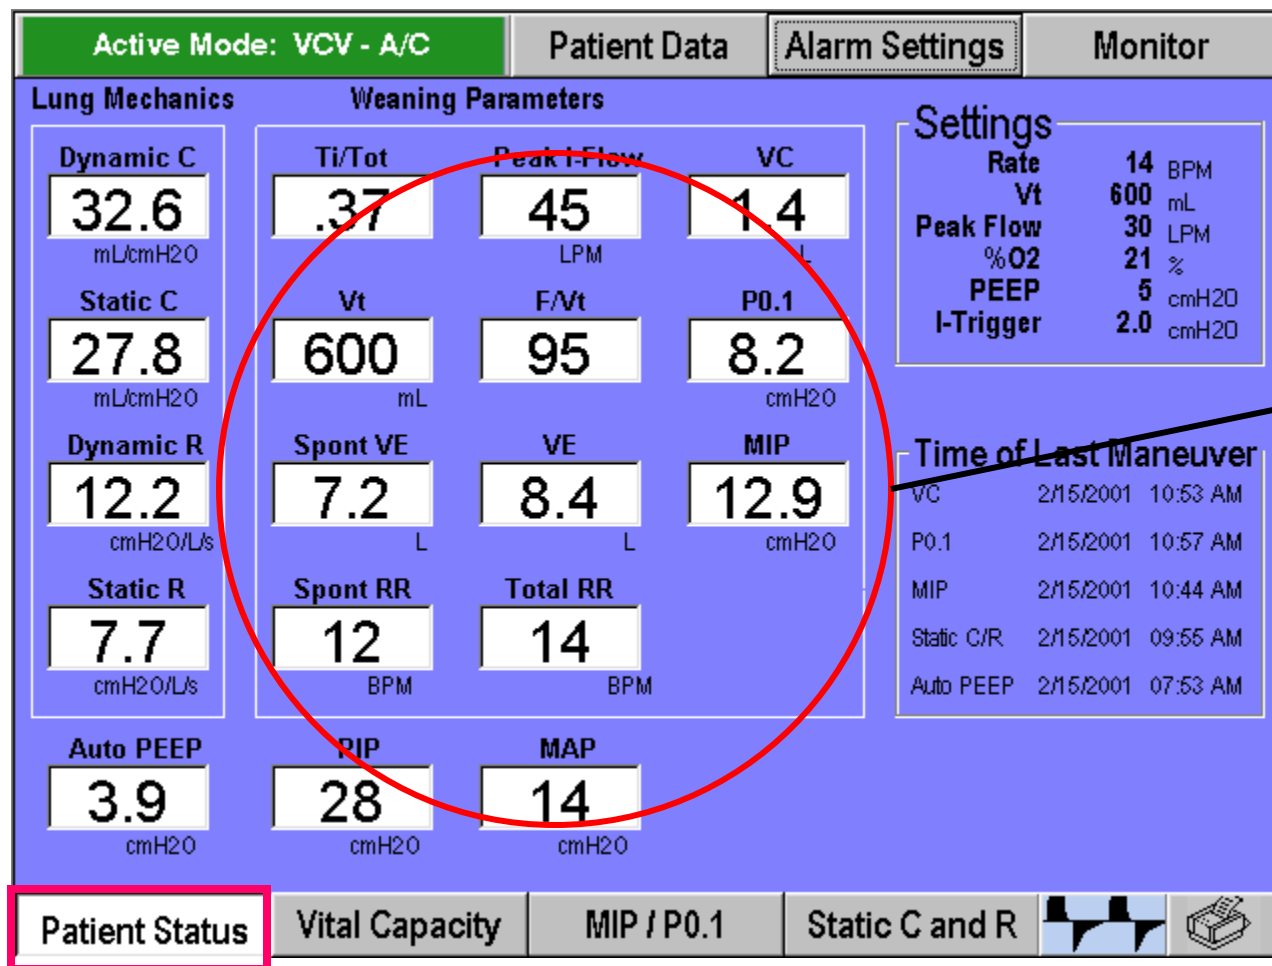 Active Mode: VCV - A/C Patient Data Alarm Settings Monitor
Lung Mechanics Weaning Parameters
Dynamic C Ti/Tot Peak I-Flow VC
32.6 .37 45 1.4
mL/cmH2O LPM L
Static C Vt F/Vt P0.1
27.8 600 95 8.2
mL/cmH2O mL cmH2O
Dynamic R Spont VE VE MIP
12.2 7.2 8.4 12.9
cmH2O/L/s L L cmH2O
Static R Spont RR Total RR
7.7 12 14
cmH2O/L/s BPM BPM
Auto PEEP PIP MAP
3.9 28 14
cmH2O cmH2O cmH2O
Settings
Rate 14 BPM
Vt 600 mL
Peak Flow 30 LPM
%O2 21 %
PEEP 5 cmH2O
I-Trigger 2.0 cmH2O
Time of Last Maneuver
VC 2/15/2001 10:53 AM
P0.1 2/15/2001 10:57 AM
MIP 2/15/2001 10:44 AM
Static C/R 2/15/2001 09:55 AM
Auto PEEP 2/15/2001 07:53 AM
Patient Status Vital Capacity MIP / P0.1 Static C and R